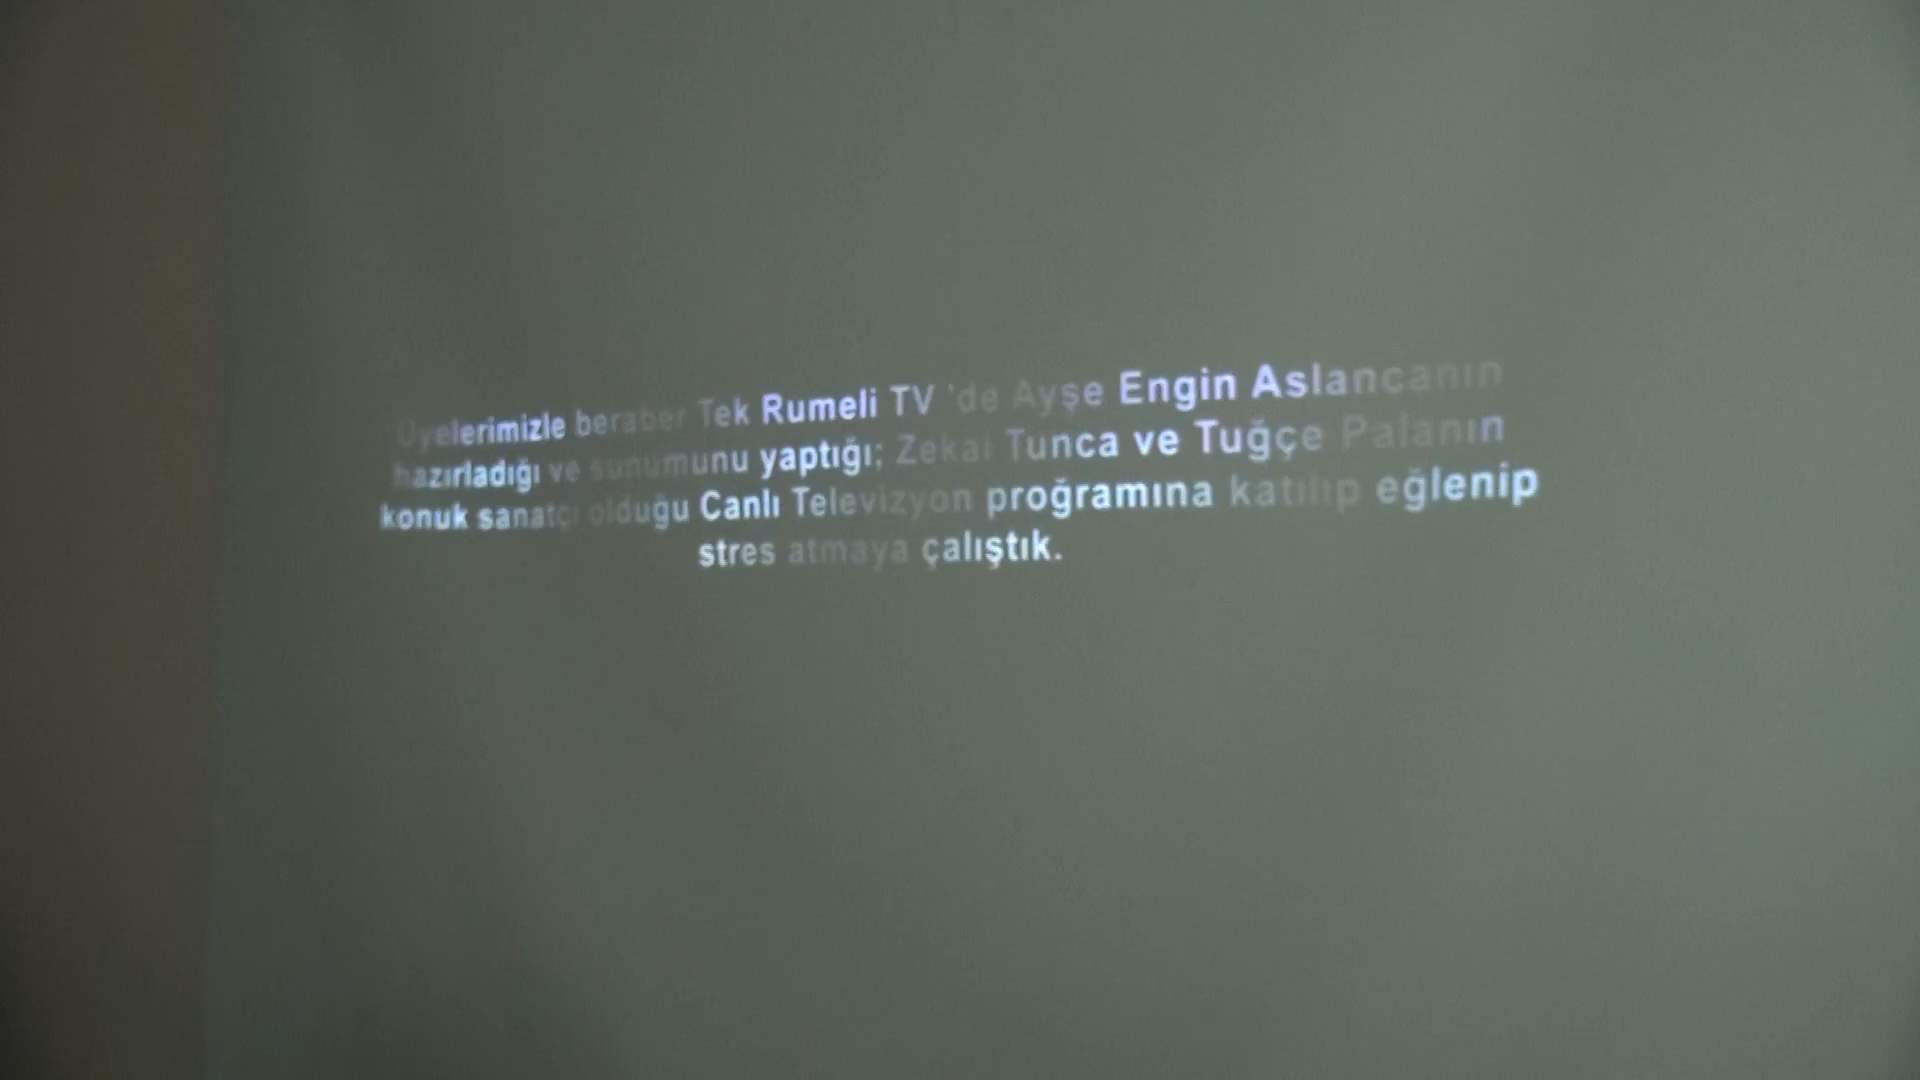 Üyelerimizle beraber Tek Rumeli TV 'de Ayşe Engin Aslancanın
hazırladığı ve sunumunu yaptığı; Zekai Tunca ve Tuğçe Palanın
konuk sanatçı olduğu Canlı Televizyon proğramına katılıp eğlenip
stres atmaya çalıştık.